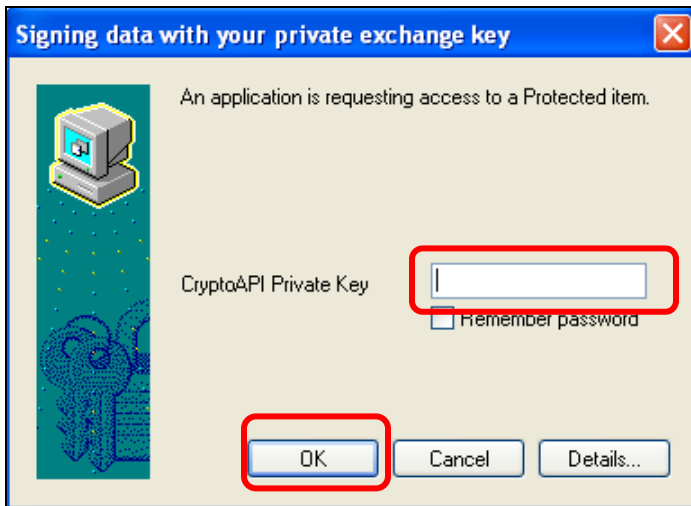 Signing data with your private exchange key
An application is requesting access to a Protected item.
CryptoAPI Private Key
Remember password
OK
Cancel
Details...